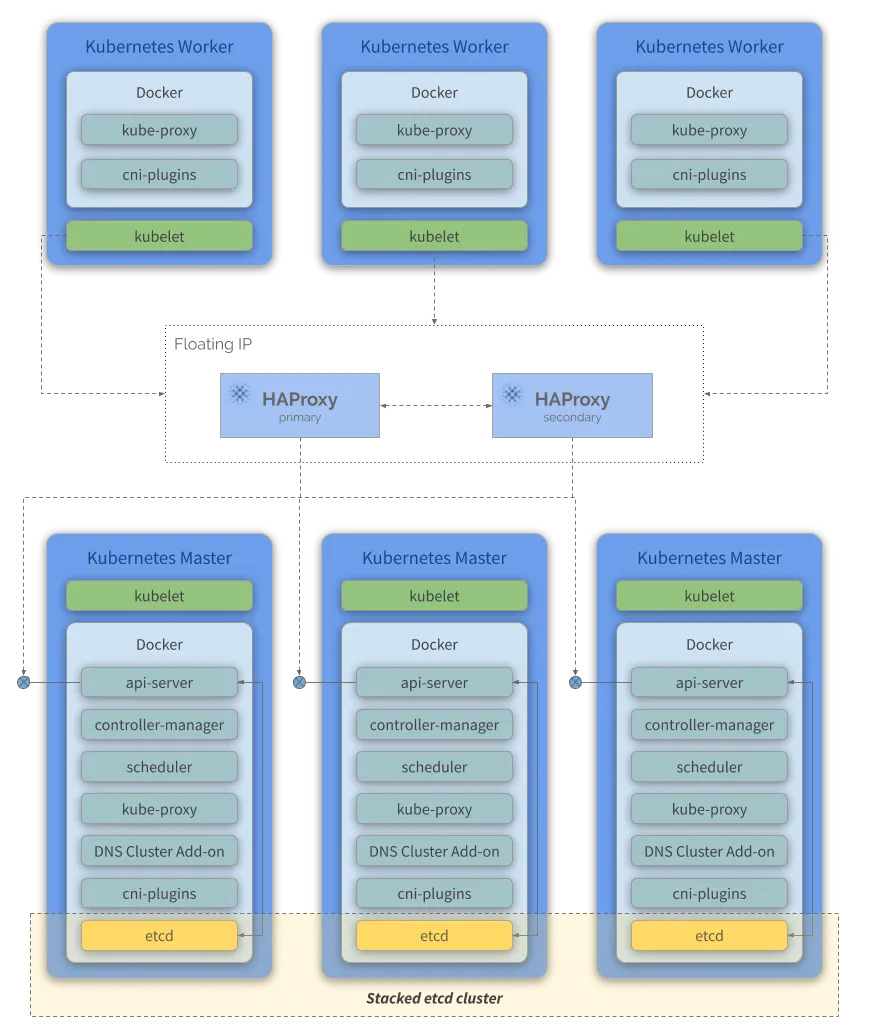 Kubernetes Worker
Docker
kube-proxy
cni-plugins
kubelet
Kubernetes Worker
Docker
kube-proxy
cni-plugins
kubelet
Kubernetes Worker
Docker
kube-proxy
cni-plugins
kubelet
Floating IP
HAProxy
primary
HAProxy
secondary
Kubernetes Master
kubelet
Docker
api-server
controller-manager
scheduler
kube-proxy
DNS Cluster Add-on
cni-plugins
etcd
Kubernetes Master
kubelet
Docker
api-server
controller-manager
scheduler
kube-proxy
DNS Cluster Add-on
cni-plugins
etcd
Kubernetes Master
kubelet
Docker
api-server
controller-manager
scheduler
kube-proxy
DNS Cluster Add-on
cni-plugins
etcd
Stacked etcd cluster